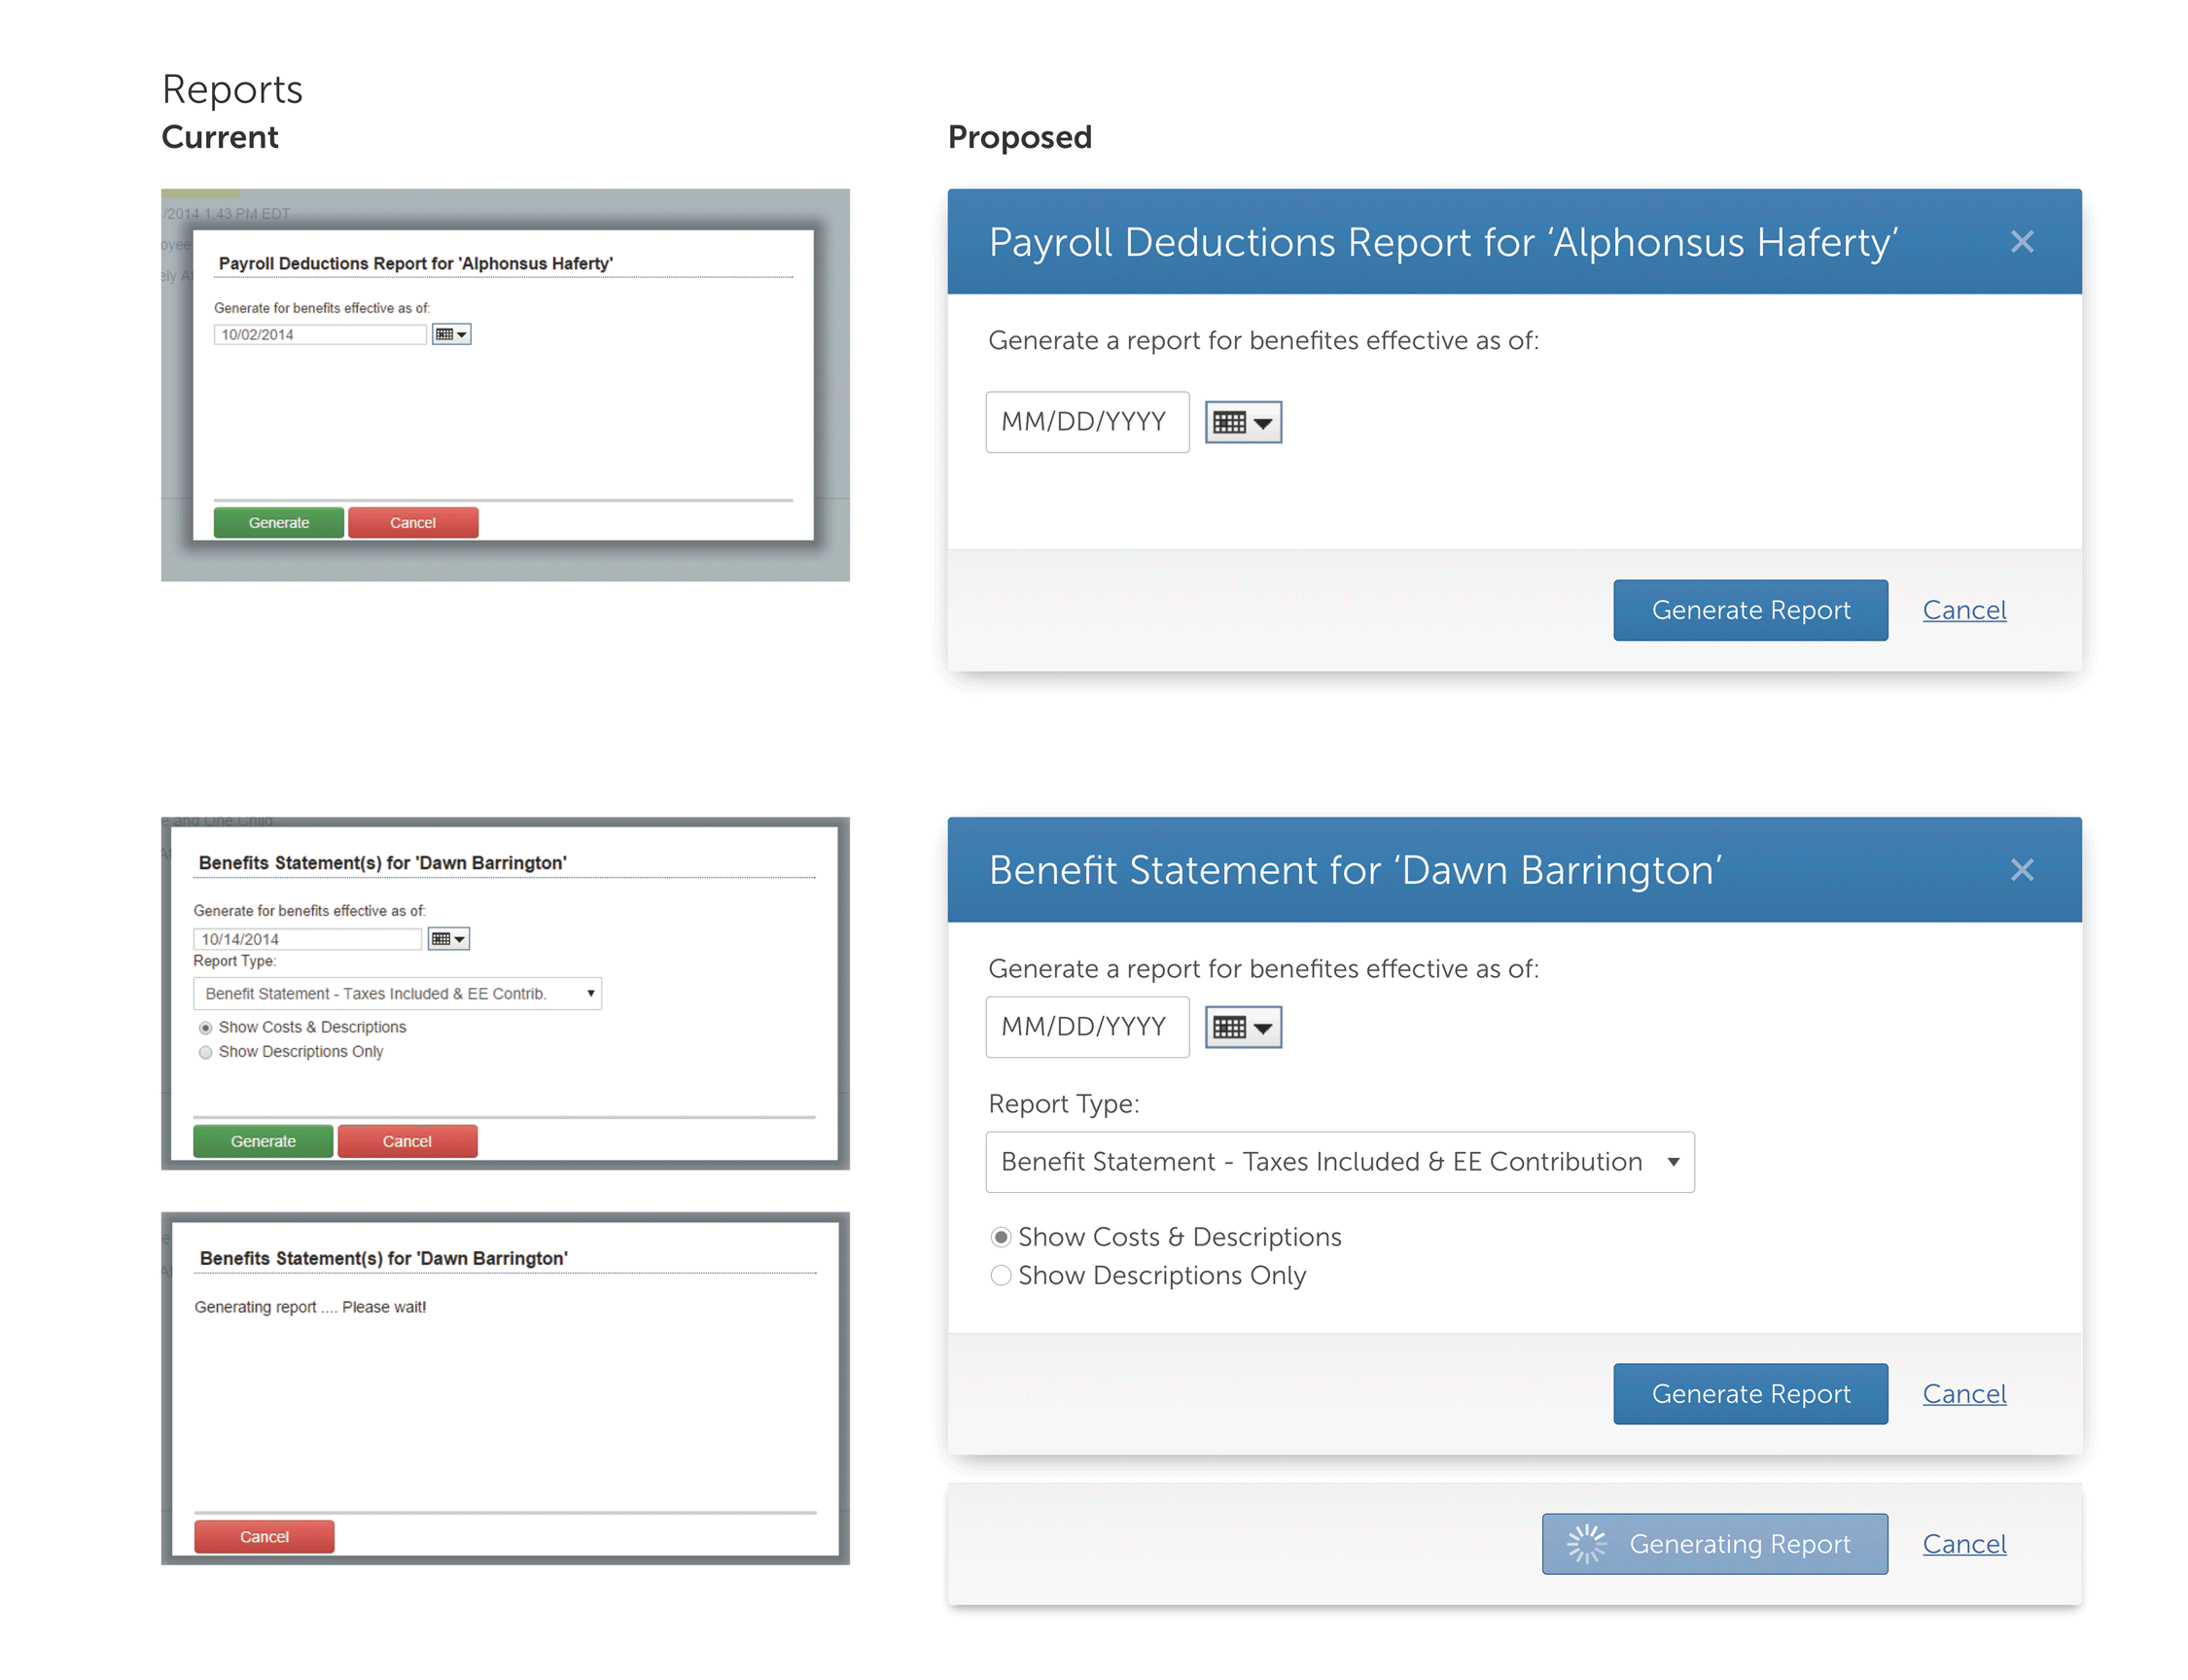 Reports
Current
Proposed
/2014 1:43 PM EDT
oyee
ely A
Payroll Deductions Report for 'Alphonsus Haferty'
Generate for benefits effective as of:
10/02/2014
Generate
Cancel
Payroll Deductions Report for ‘Alphonsus Haferty’
Generate a report for benefites effective as of:
MM/DD/YYYY
Generate Report
Cancel
e and One Child
Benefits Statement(s) for 'Dawn Barrington'
Generate for benefits effective as of:
10/14/2014
Report Type:
Benefit Statement - Taxes Included & EE Contrib.
Show Costs & Descriptions
Show Descriptions Only
Generate
Cancel
Benefits Statement(s) for 'Dawn Barrington'
Generating report .... Please wait!
Cancel
Benefit Statement for ‘Dawn Barrington’
Generate a report for benefites effective as of:
MM/DD/YYYY
Report Type:
Benefit Statement - Taxes Included & EE Contribution
Show Costs & Descriptions
Show Descriptions Only
Generate Report
Cancel
Generating Report
Cancel